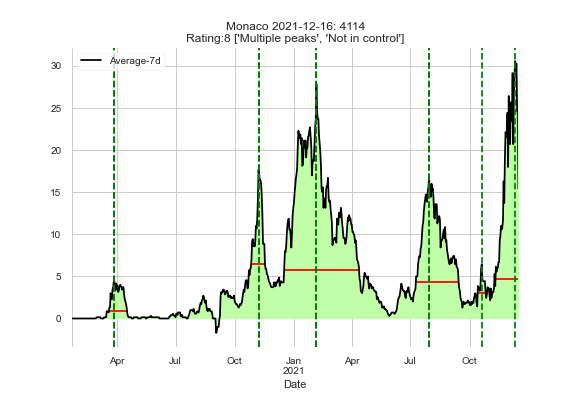 Monaco 2021-12-16: 4114
Rating:8 ['Multiple peaks', 'Not in control']
Average-7d
30
25
20
15
10
5
0
Apr Jul Oct Jan Apr Jul Oct
2021
Date